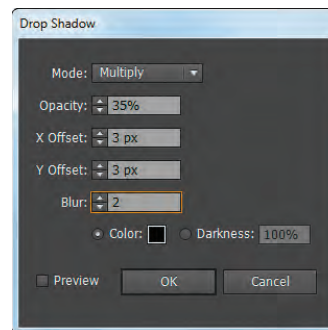 Drop Shadow
Mode: Multiply
Opacity: 35%
X Offset: 3 px
Y Offset: 3 px
Blur: 2
Color: Darkness: 100%
Preview OK Cancel